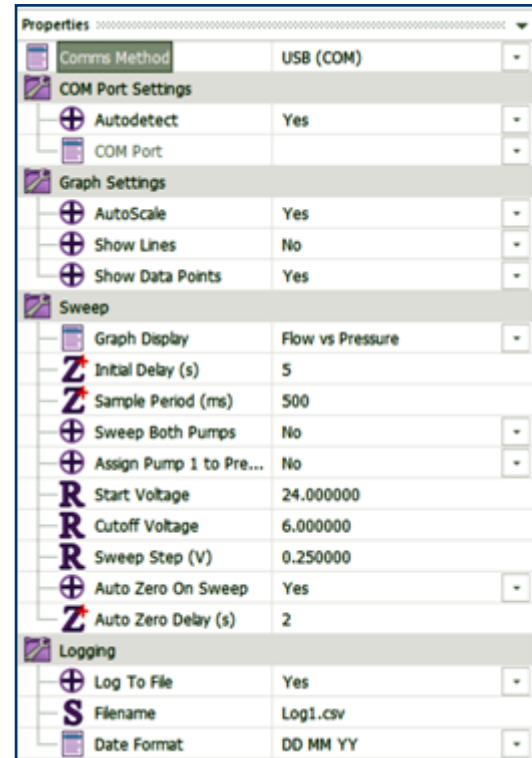 Properties
Comms Method USB (COM)
COM Port Settings
Autodetect Yes
COM Port
Graph Settings
AutoScale Yes
Show Lines No
Show Data Points Yes
Sweep
Graph Display Flow vs Pressure
Z+ Initial Delay (s) 5
Z+ Sample Period (ms) 500
Sweep Both Pumps No
Assign Pump 1 to Pre... No
R Start Voltage 24.000000
R Cutoff Voltage 6.000000
R Sweep Step (V) 0.250000
Auto Zero On Sweep Yes
Z+ Auto Zero Delay (s) 2
Logging
Log To File Yes
S Filename Log1.csv
Date Format DD MM YY